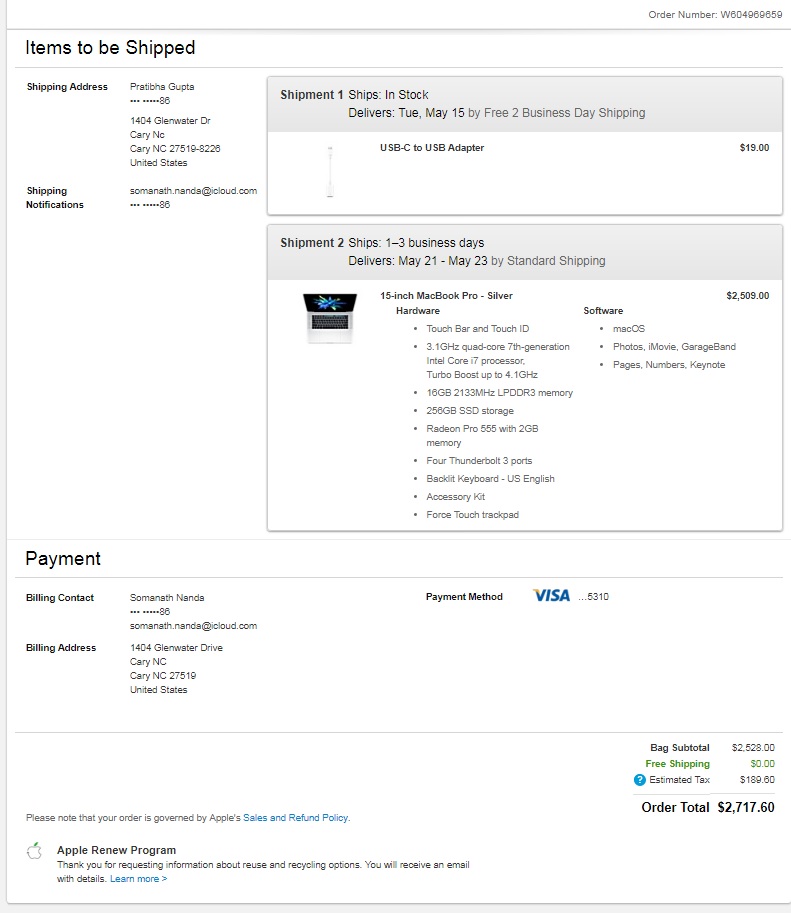 Order Number: W604969659
Items to be Shipped
Shipping Address
Pratibha Gupta
••• •••••86
1404 Glenwater Dr
Cary Nc
Cary NC 27519-8226
United States
Shipping Notifications
somanath.nanda@icloud.com
••• •••••86
Shipment 1 Ships: In Stock
Delivers: Tue, May 15 by Free 2 Business Day Shipping
USB-C to USB Adapter $19.00
Shipment 2 Ships: 1–3 business days
Delivers: May 21 - May 23 by Standard Shipping
15-inch MacBook Pro - Silver $2,509.00
Hardware
• Touch Bar and Touch ID
• 3.1GHz quad-core 7th-generation
Intel Core i7 processor,
Turbo Boost up to 4.1GHz
• 16GB 2133MHz LPDDR3 memory
• 256GB SSD storage
• Radeon Pro 555 with 2GB
memory
• Four Thunderbolt 3 ports
• Backlit Keyboard - US English
• Accessory Kit
• Force Touch trackpad
Software
• macOS
• Photos, iMovie, GarageBand
• Pages, Numbers, Keynote
Payment
Billing Contact
Somanath Nanda
••• •••••86
somanath.nanda@icloud.com
Billing Address
1404 Glenwater Drive
Cary NC
Cary NC 27519
United States
Payment Method VISA ...5310
Bag Subtotal $2,528.00
Free Shipping $0.00
? Estimated Tax $189.60
Order Total $2,717.60
Please note that your order is governed by Apple's Sales and Refund Policy.
Apple Renew Program
Thank you for requesting information about reuse and recycling options. You will receive an email
with details. Learn more >